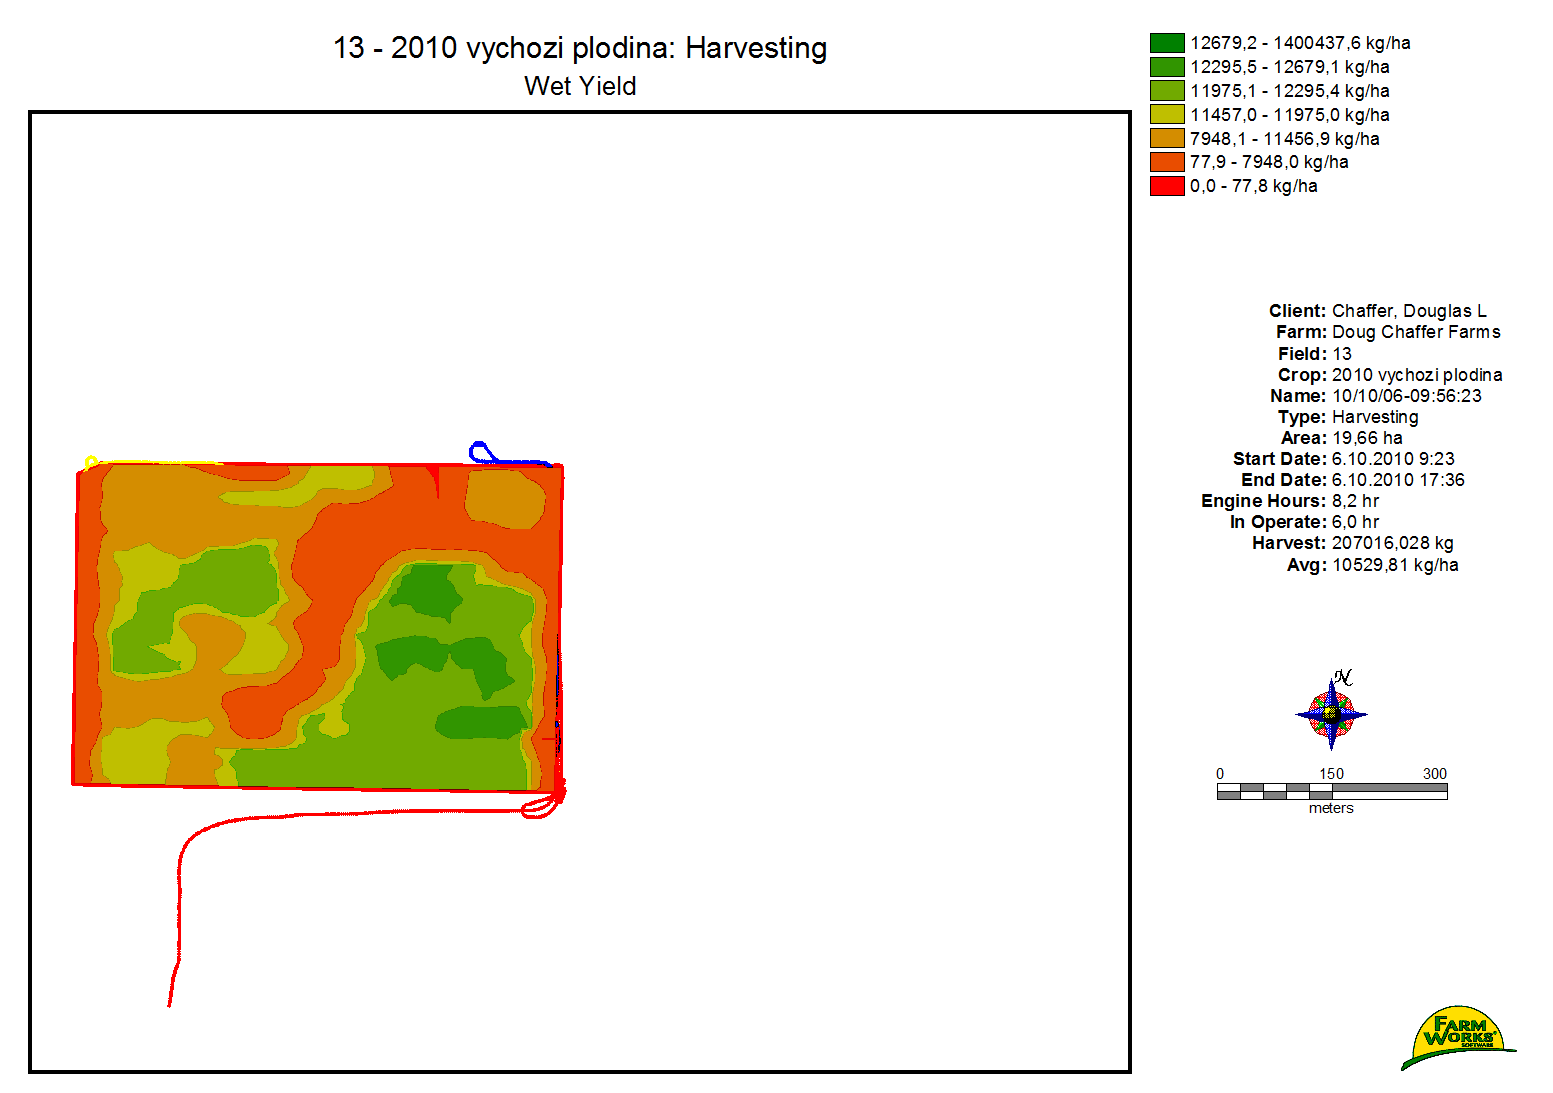 13 - 2010 vychozi plodina: Harvesting
Wet Yield
12679,2 - 1400437,6 kg/ha
12295,5 - 12679,1 kg/ha
11975,1 - 12295,4 kg/ha
11457,0 - 11975,0 kg/ha
7948,1 - 11456,9 kg/ha
77,9 - 7948,0 kg/ha
0,0 - 77,8 kg/ha
Client: Chaffer, Douglas L
Farm: Doug Chaffer Farms
Field: 13
Crop: 2010 vychozi plodina
Name: 10/10/06-09:56:23
Type: Harvesting
Area: 19,66 ha
Start Date: 6.10.2010 9:23
End Date: 6.10.2010 17:36
Engine Hours: 8,2 hr
In Operate: 6,0 hr
Harvest: 207016,028 kg
Avg: 10529,81 kg/ha
N
0 150 300
meters
FARM
WORKS®
SOFTWARE